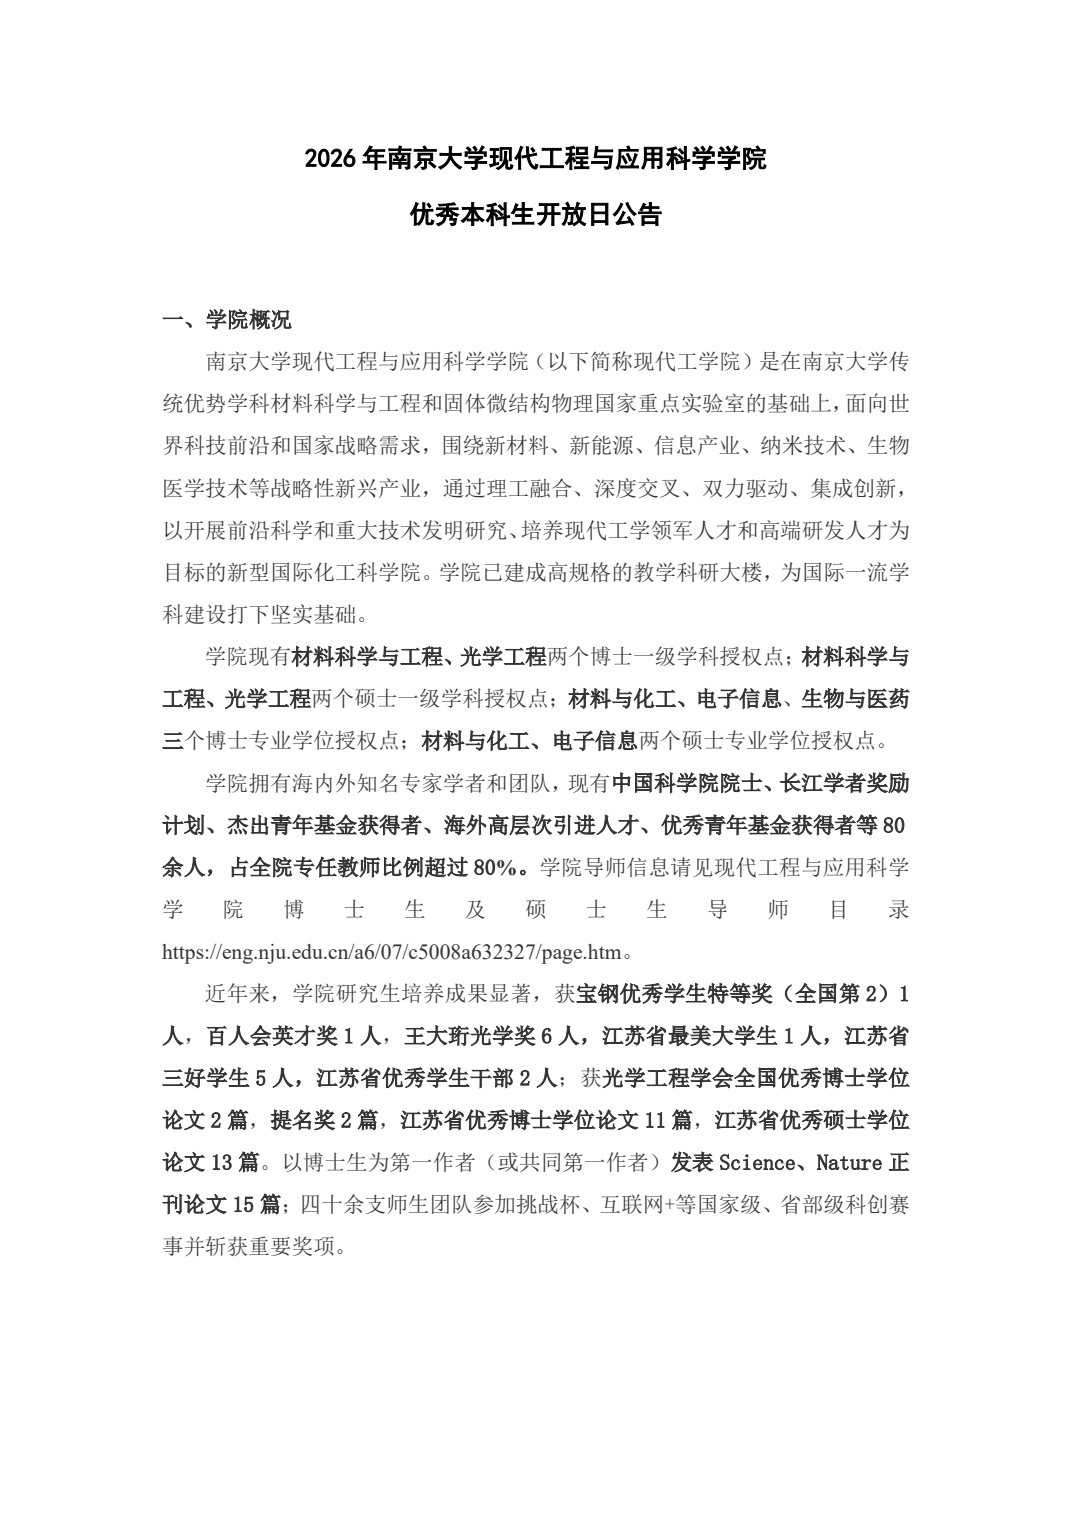 2026 年南京大学现代工程与应用科学学院
优秀本科生开放日公告
一、学院概况
南京大学现代工程与应用科学学院（以下简称现代工学院）是在南京大学传
统优势学科材料科学与工程和固体微结构物理国家重点实验室的基础上，面向世
界科技前沿和国家战略需求，围绕新材料、新能源、信息产业、纳米技术、生物
医学技术等战略性新兴产业，通过理工融合、深度交叉、双力驱动、集成创新，
以开展前沿科学和重大技术发明研究、培养现代工学领军人才和高端研发人才为
目标的新型国际化工科学院。学院已建成高规格的教学科研大楼，为国际一流学
科建设打下坚实基础。
学院现有材料科学与工程、光学工程两个博士一级学科授权点；材料科学与
工程、光学工程两个硕士一级学科授权点；材料与化工、电子信息、生物与医药
三个博士专业学位授权点；材料与化工、电子信息两个硕士专业学位授权点。
学院拥有海内外知名专家学者和团队，现有中国科学院院士、长江学者奖励
计划、杰出青年基金获得者、海外高层次引进人才、优秀青年基金获得者等 80
余人，占全院专任教师比例超过 80%。学院导师信息请见现代工程与应用科学
学院博士生及硕士生导师目录
https://eng.nju.edu.cn/a6/07/c5008a632327/page.htm。
近年来，学院研究生培养成果显著，获宝钢优秀学生特等奖（全国第 2）1
人，百人会英才奖 1 人，王大珩光学奖 6 人，江苏省最美大学生 1 人，江苏省
三好学生 5 人，江苏省优秀学生干部 2 人；获光学工程学会全国优秀博士学位
论文 2 篇，提名奖 2 篇，江苏省优秀博士学位论文 11 篇，江苏省优秀硕士学位
论文 13 篇。以博士生为第一作者（或共同第一作者）发表 Science、Nature 正
刊论文 15 篇；四十余支师生团队参加挑战杯、互联网+等国家级、省部级科创赛
事并斩获重要奖项。